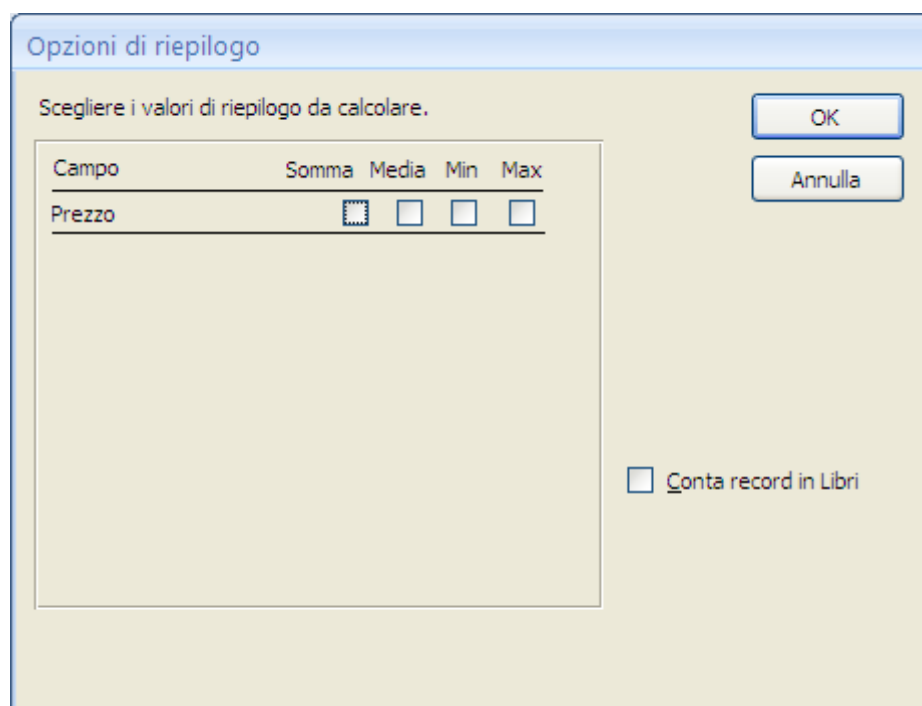 Opzioni di riepilogo
Scegliere i valori di riepilogo da calcolare.
OK
Annulla
Campo Somma Media Min Max
Prezzo
Conta record in Libri